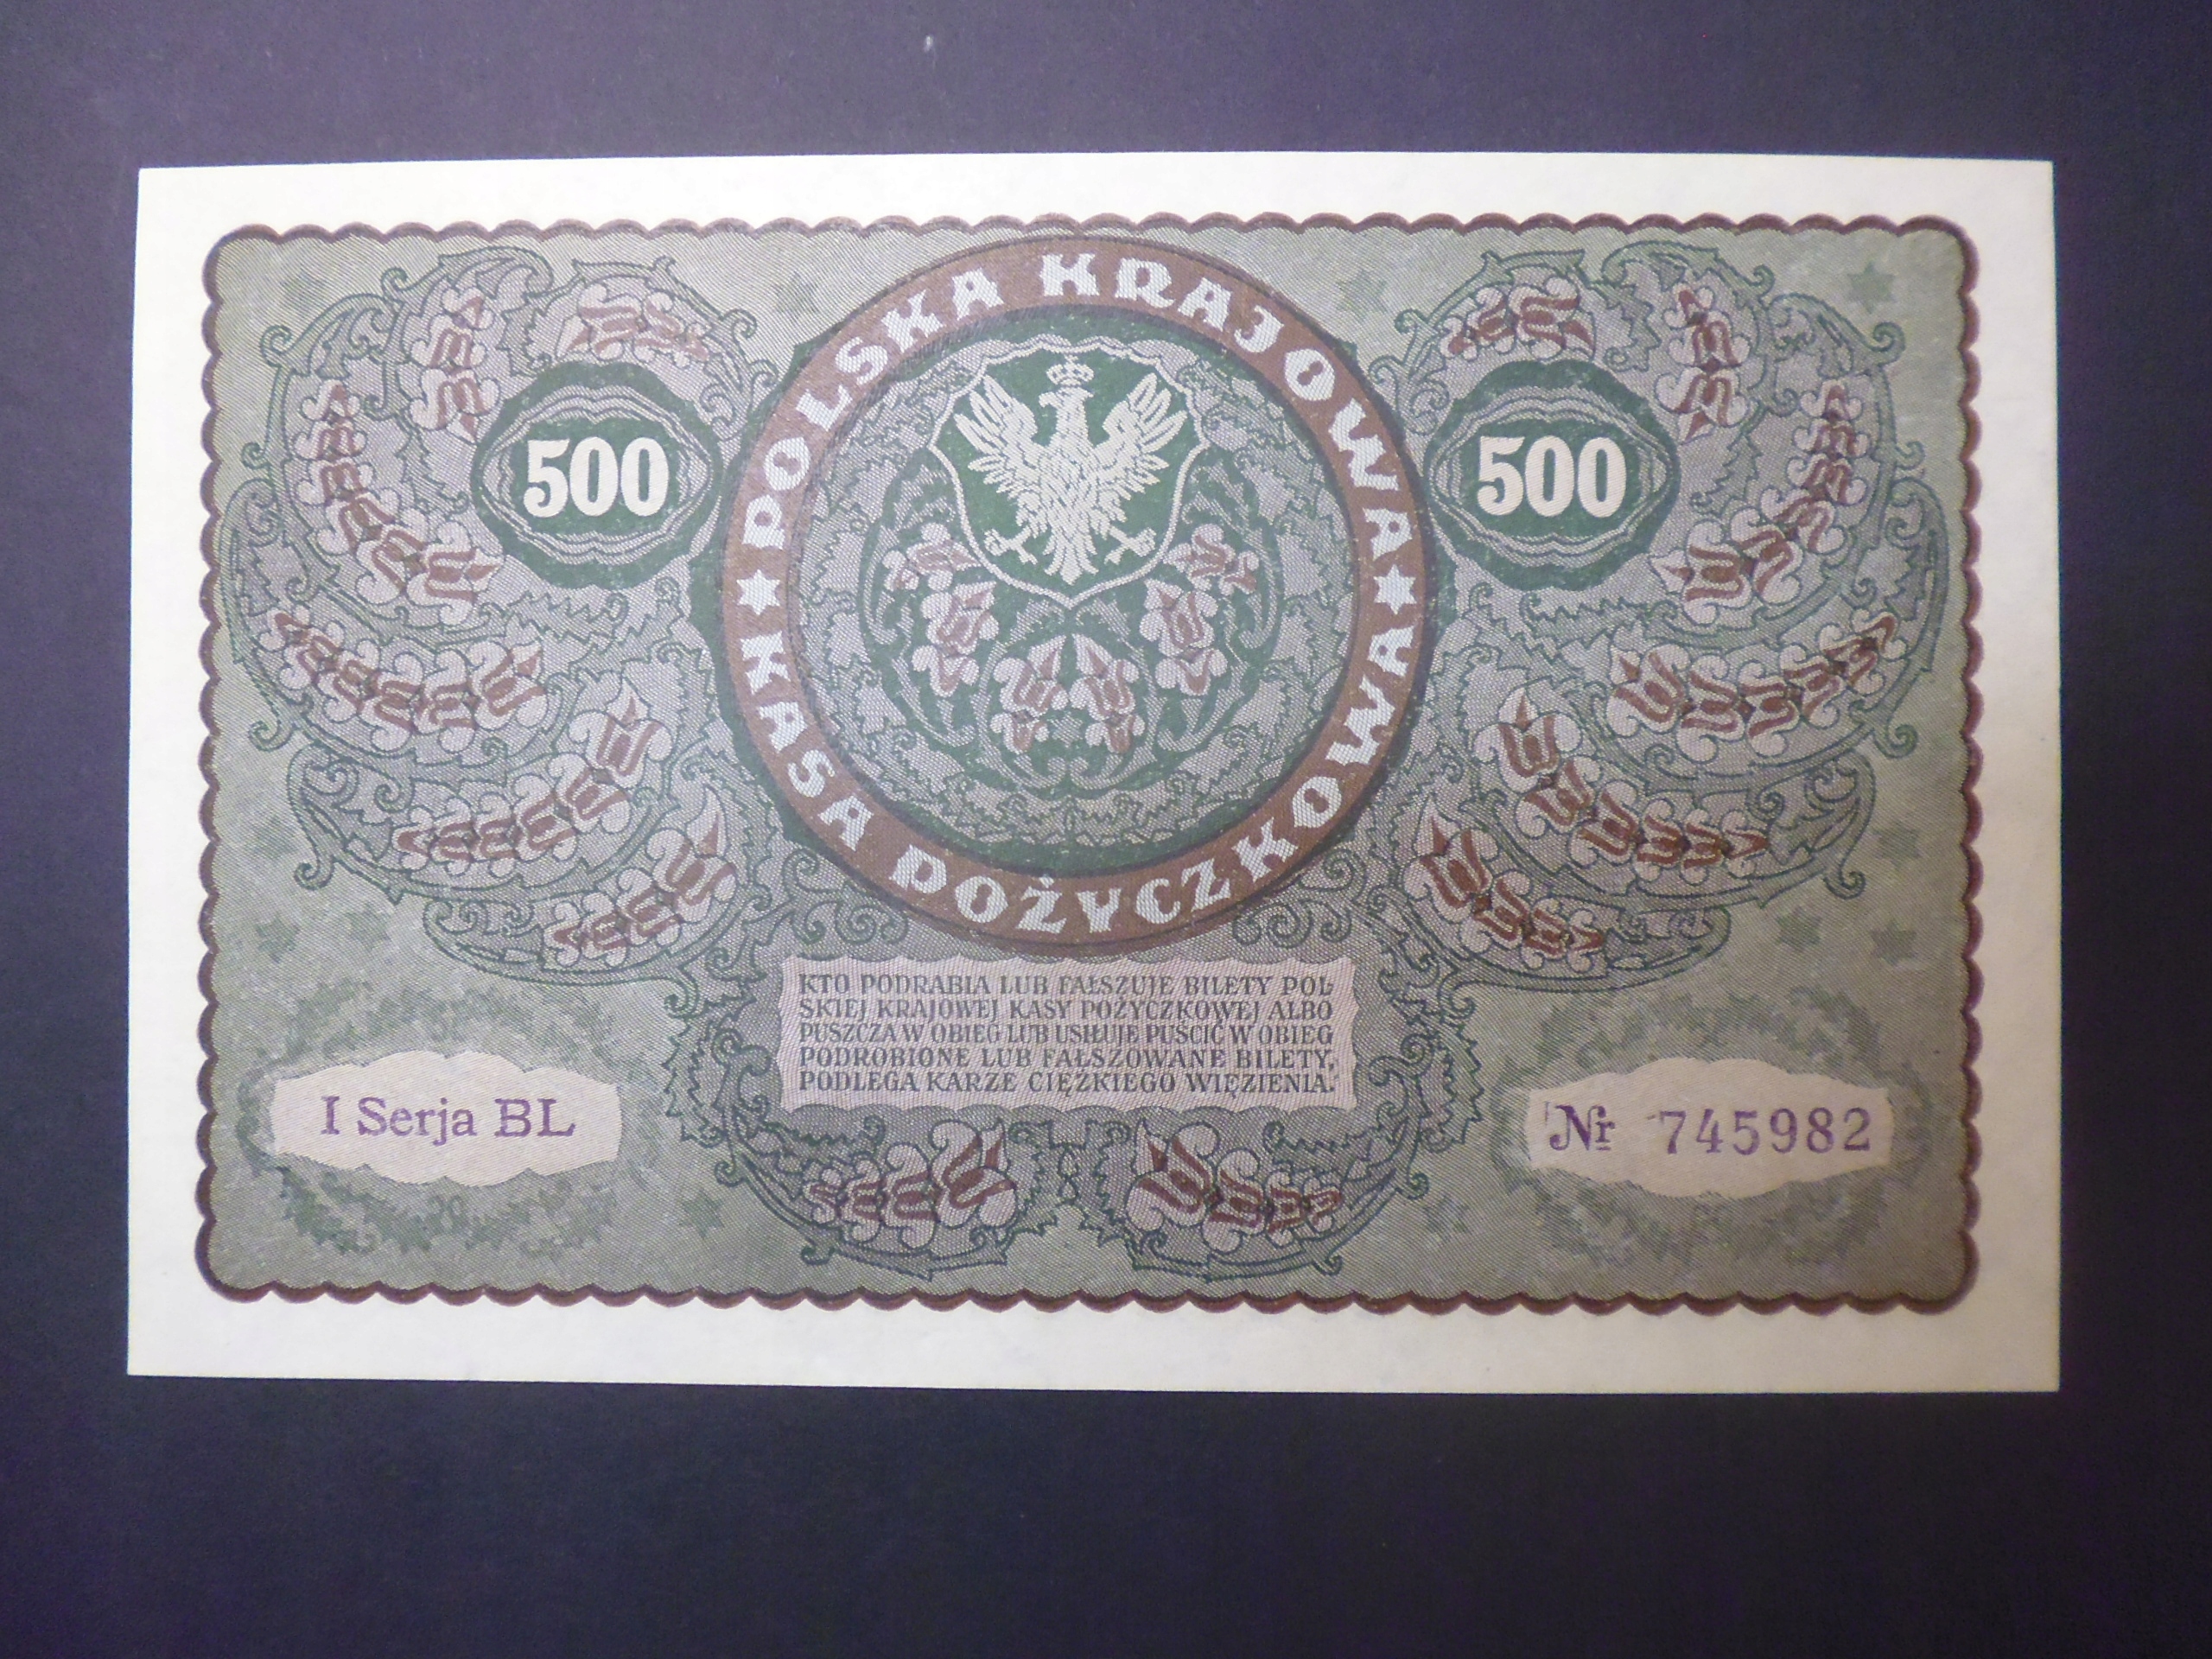 POLSKA KRAJOWA
500
500
KASA POŻYCZKOWA
KTO PODRABIA LUB FAŁSZUJE BILETY POL-
SKIEJ KRAJOWEJ KASY POŻYCZKOWEJ ALBO
PUSZCZA W OBIEG LUB USIŁUJE PUŚCIĆ W OBIEG
PODROBIONE LUB FAŁSZOWANE BILETY,
PODLEGA KARZE CIĘŻKIEGO WIĘZIENIA.
I Serja BL
Nr 745982